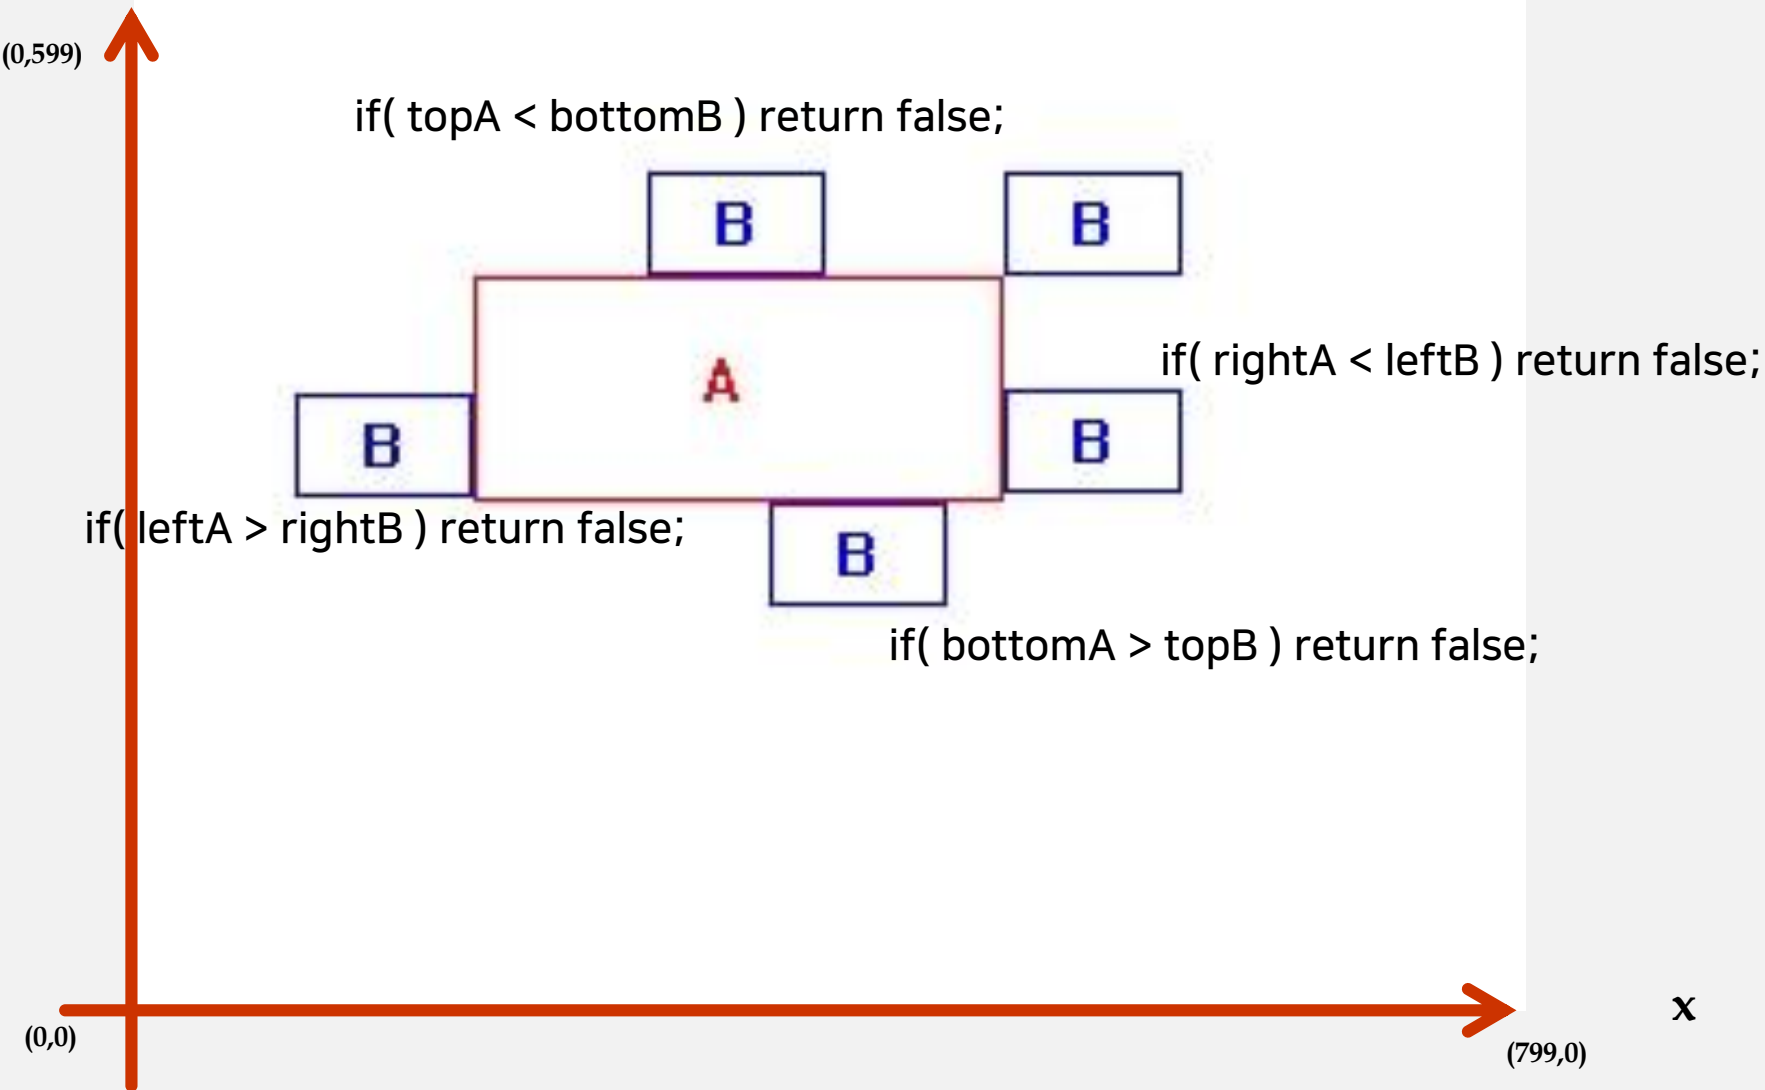 (0,599)
if( topA < bottomB ) return false;
B
B
A
if( rightA < leftB ) return false;
B
B
if( leftA > rightB ) return false;
B
if( bottomA > topB ) return false;
x
(0,0)
(799,0)